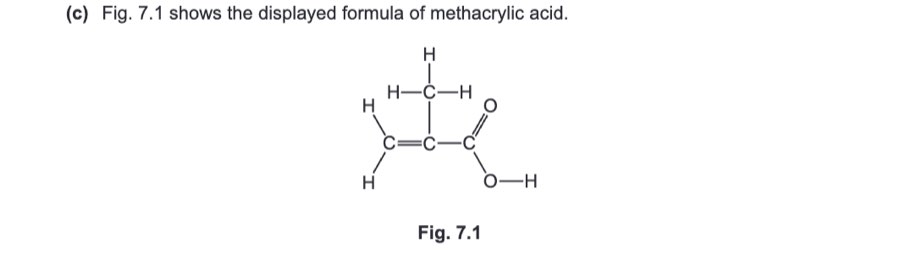 (c) Fig. 7.1 shows the displayed formula of methacrylic acid.
H
H—C—H
H O
C=C—C
H O—H
Fig. 7.1